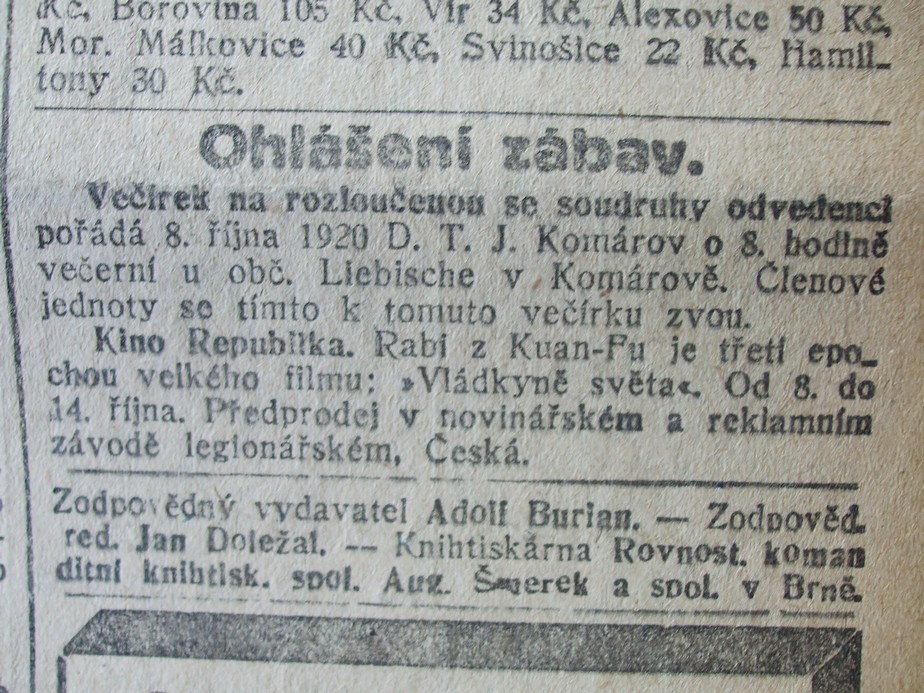 Kč, Borovina 105 Kč, Vír 34 Kč, Alexovice 50 Kč,
Mor. Málkovice 40 Kč, Svinošice 22 Kč, Hamil-
tony 30 Kč.
Ohlášení zábav.
Večírek na rozloučenou se soudruhy odvedenci
pořádá 8. října 1920 D. T. J. Komárov o 8. hodině
večerní u obč. Liebische v Komárově. Členové
jednoty se tímto k tomuto večírku zvou.
Kino Republika. Rabi z Kuan-Fu je třetí epo-
chou velkého filmu: »Vládkyně světa«. Od 8. do
14. října. Předprodej v novinářském a reklamním
závodě legionářském, Česká.
Zodpovědný vydavatel Adolf Burian. — Zodpověd.
red. Jan Doležal. — Knihtiskárna Rovnost. koman
ditní knihtisk. spol. Aug. Šmerek a spol. v Brně.